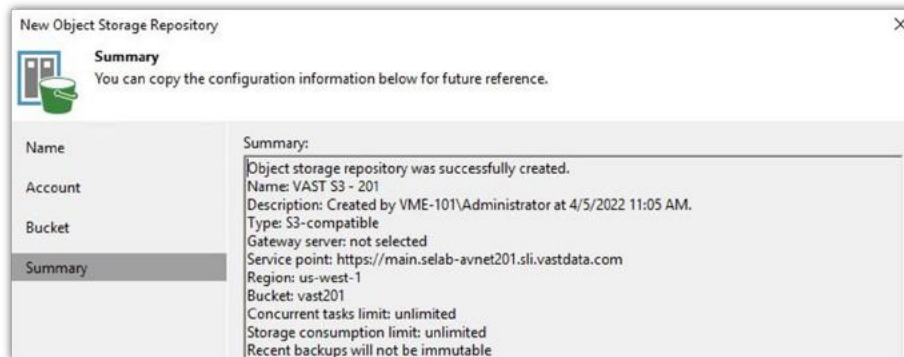 New Object Storage Repository
Summary
You can copy the configuration information below for future reference.
Name
Account
Bucket
Summary
Summary:
Object storage repository was successfully created.
Name: VAST S3 - 201
Description: Created by VME-101\Administrator at 4/5/2022 11:05 AM.
Type: S3-compatible
Gateway server: not selected
Service point: https://main.selab-avnet201.sli.vastdata.com
Region: us-west-1
Bucket: vast201
Concurrent tasks limit: unlimited
Storage consumption limit: unlimited
Recent backups will not be immutable